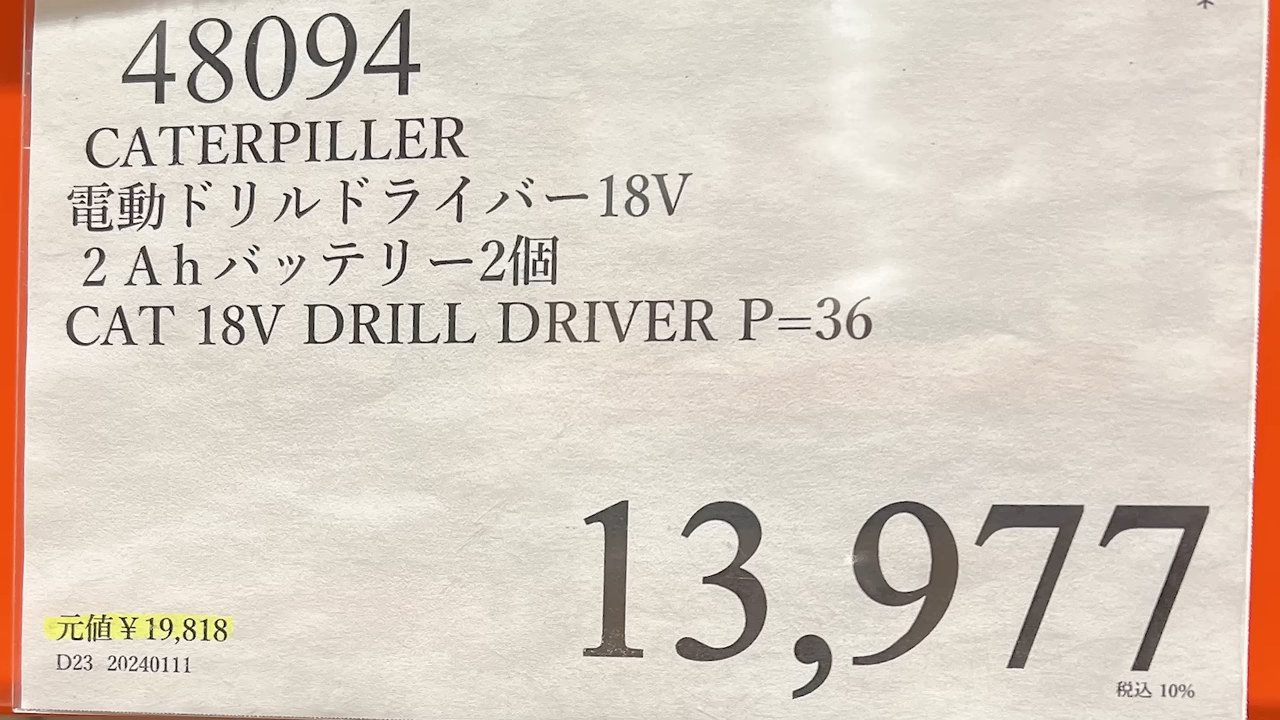 *
48094
CATERPILLER
電動ドリルドライバー18V
２Ａｈバッテリー2個
CAT 18V DRILL DRIVER P=36
13,977
元値￥19,818
D23 20240111
税込 10%